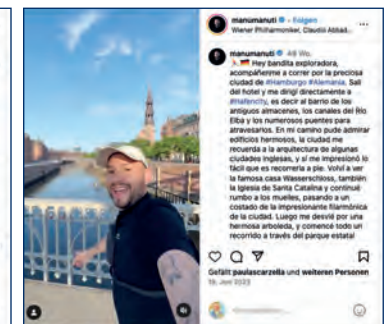 manumanuti • Folgen
Wiener Philharmoniker, Claudio Abbad...
manumanuti 48 Wo.
Hey bandita exploradora,
acompáñenme a correr por la preciosa
ciudad de #Hamburgo #Alemania. Salí
del hotel y me dirigí directamente a
#Hafencity, es decir al barrio de los
antiguos almacenes, los canales del Río
Elba y los numerosos puentes para
atravesarlos. En mi camino pude admirar
edificios hermosos, la ciudad me
recuerda a la arquitectura de algunas
ciudades inglesas, y sí me impresionó lo
fácil que es recorrerla a pie. Volví a ver
la famosa casa Wasserschloss, también
la Iglesia de Santa Catalina y continué
rumbo a los muelles, pasando a un
costado de la impresionante filarmónica
de la ciudad. Luego me desvié por una
hermosa arboleda, y comencé todo un
recorrido a través del parque estatal
Gefällt paulascarzella und weiteren Personen
19. Juni 2023